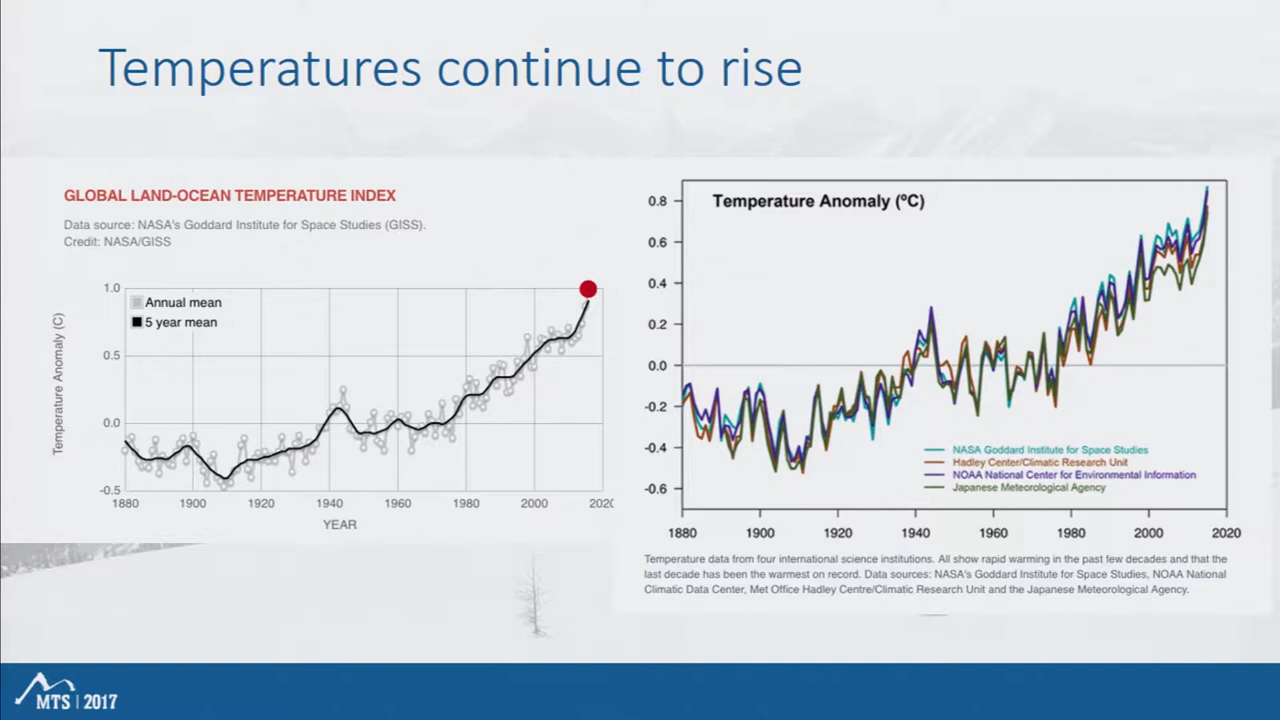 Temperatures continue to rise
GLOBAL LAND-OCEAN TEMPERATURE INDEX
Data source: NASA's Goddard Institute for Space Studies (GISS).
Credit: NASA/GISS
Temperature Anomaly (C)
1.0
0.5
0.0
-0.5
Annual mean
5 year mean
1880 1900 1920 1940 1960 1980 2000 2020
YEAR
Temperature Anomaly (ºC)
0.8
0.6
0.4
0.2
0.0
-0.2
-0.4
-0.6
NASA Goddard Institute for Space Studies
Hadley Center/Climatic Research Unit
NOAA National Center for Environmental Information
Japanese Meteorological Agency
1880 1900 1920 1940 1960 1980 2000 2020
Temperature data from four international science institutions. All show rapid warming in the past few decades and that the
last decade has been the warmest on record. Data sources: NASA's Goddard Institute for Space Studies, NOAA National
Climatic Data Center, Met Office Hadley Centre/Climatic Research Unit and the Japanese Meteorological Agency.
MTS | 2017